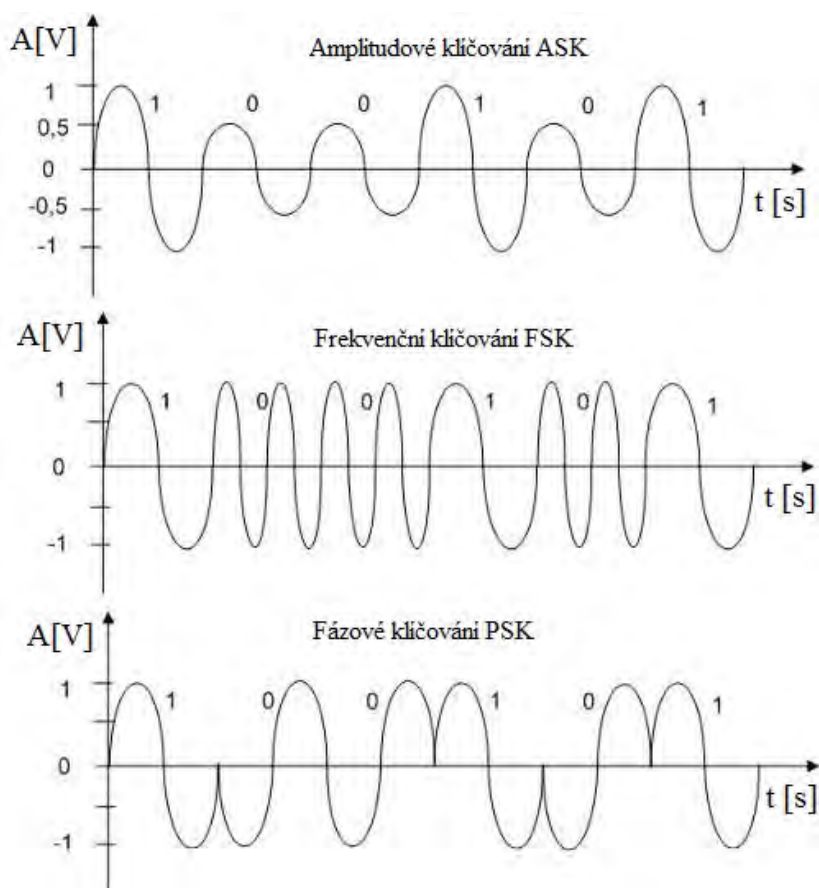 Amplitudové klíčování ASK
A[V]
1
1 0 0 1 0 1
0,5
0
-0,5
t [s]
-1
Frekvenční klíčování FSK
A[V]
1
1 0 0 1 0 1
0
t [s]
-1
Fázové klíčování PSK
A[V]
1
1 0 0 1 0 1
0
t [s]
-1